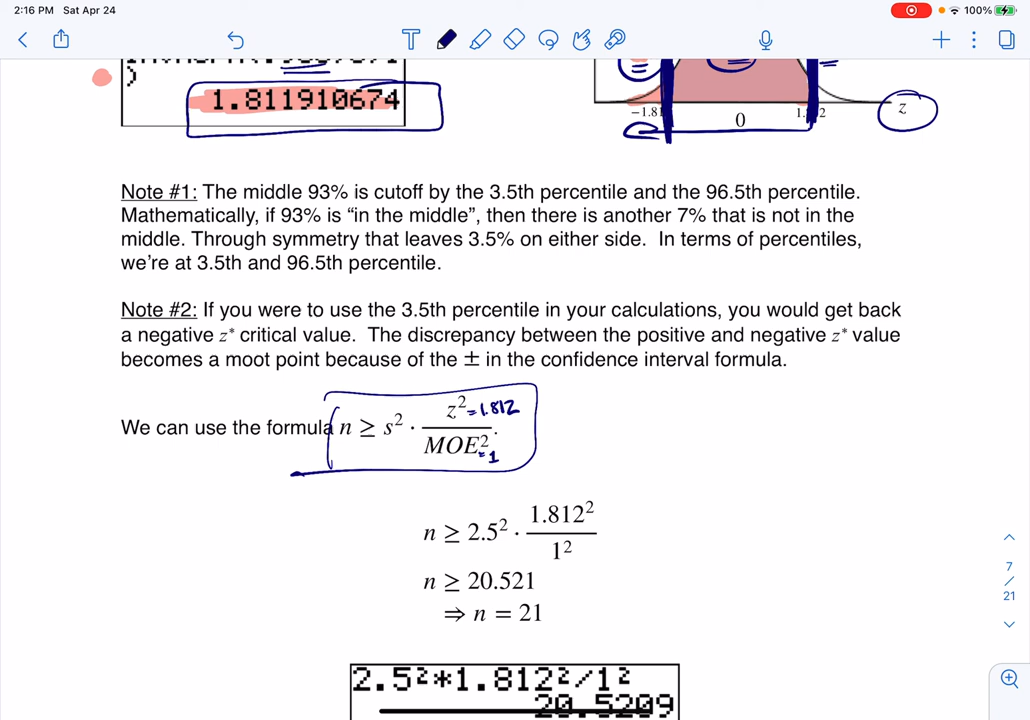 2:16 PM Sat Apr 24
100%
)
1.811910674
1.812
0
z
Note #1: The middle 93% is cutoff by the 3.5th percentile and the 96.5th percentile.
Mathematically, if 93% is “in the middle”, then there is another 7% that is not in the
middle. Through symmetry that leaves 3.5% on either side. In terms of percentiles,
we’re at 3.5th and 96.5th percentile.
Note #2: If you were to use the 3.5th percentile in your calculations, you would get back
a negative z* critical value. The discrepancy between the positive and negative z* value
becomes a moot point because of the ± in the confidence interval formula.
We can use the formula n ≥ s² · z² / MOE².
=1.812
=1
n ≥ 2.5² · 1.812² / 1²
n ≥ 20.521
⇒ n = 21
7
/
21
2.5²*1.812²/1²
20.5209